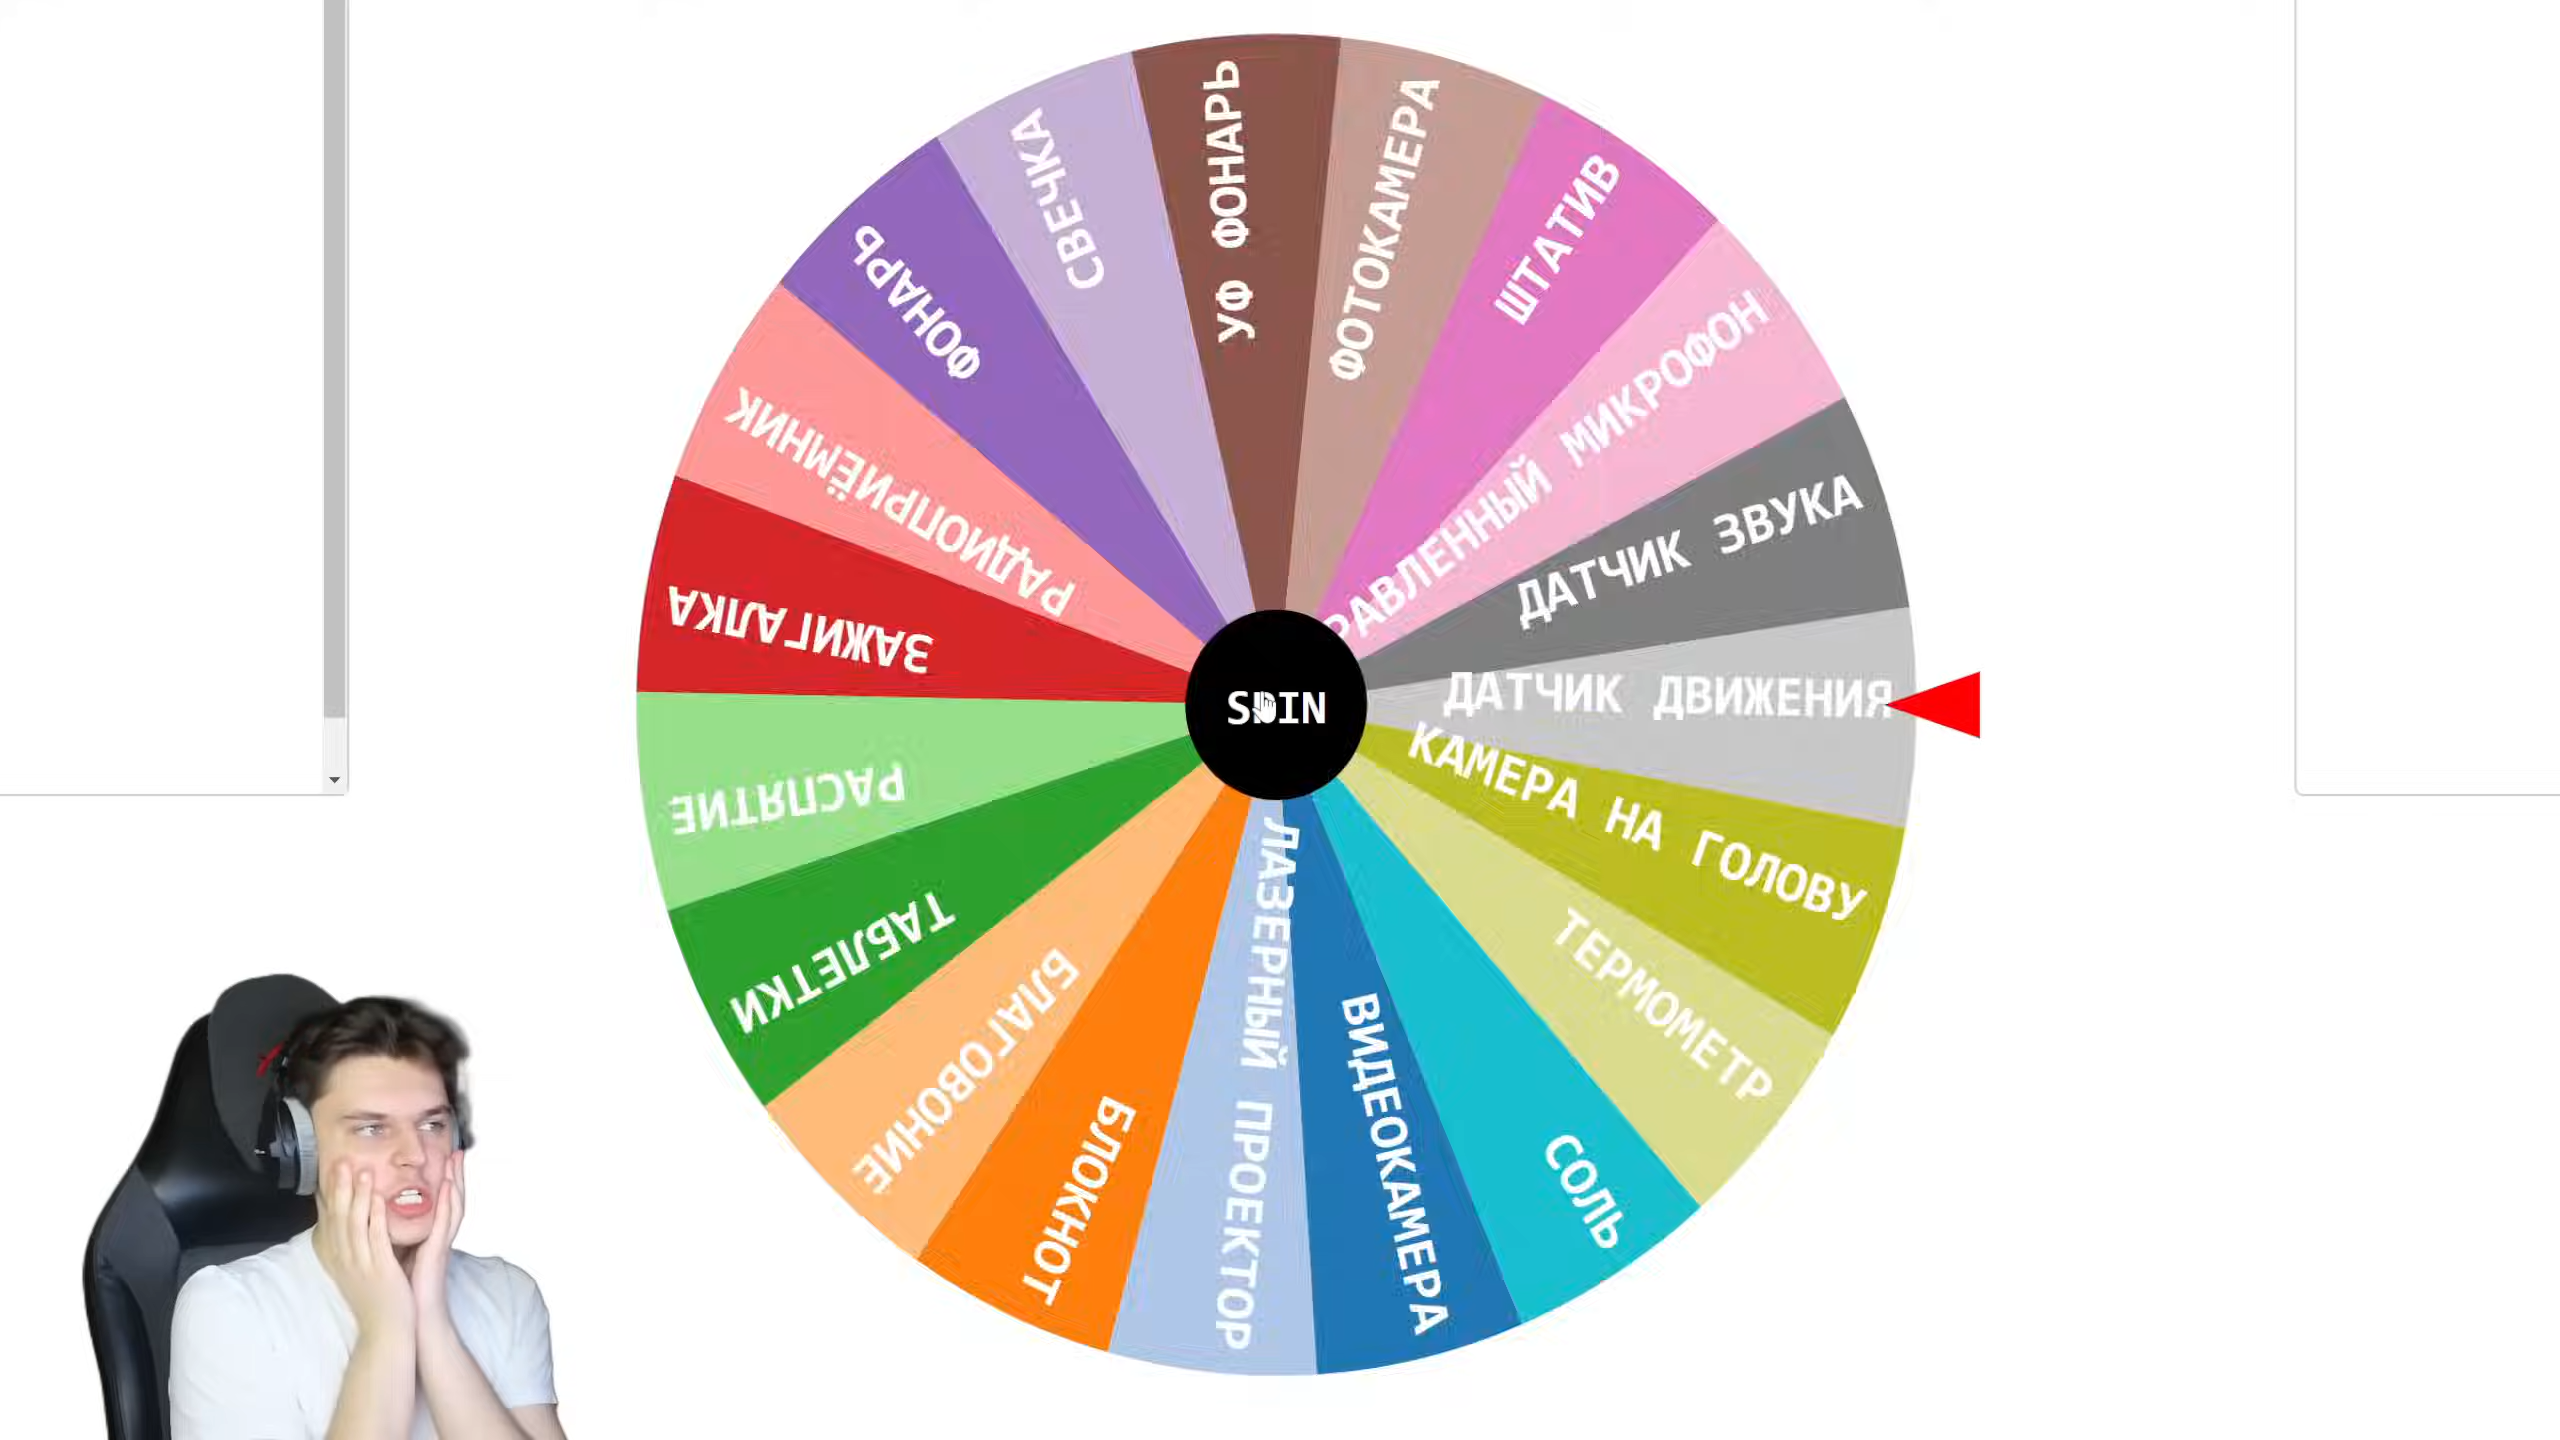 УФ ФОНАРЬ
ФОТОКАМЕРА
ШТАТИВ
МИКРОФОН
ДАТЧИК ЗВУКА
ДАТЧИК ДВИЖЕНИЯ
КАМЕРА НА ГОЛОВУ
ТЕРМОМЕТР
СОЛЬ
ВИДЕОКАМЕРА
ЛАЗЕРНЫЙ ПРОЕКТОР
БЛОКНОТ
БЛАГОВОНИЕ
ТАБЛЕТКИ
РАСПЯТИЕ
ЗАЖИГАЛКА
РАДИОПРИЁМНИК
ФОНАРЬ
СВЕЧКА
SPIN